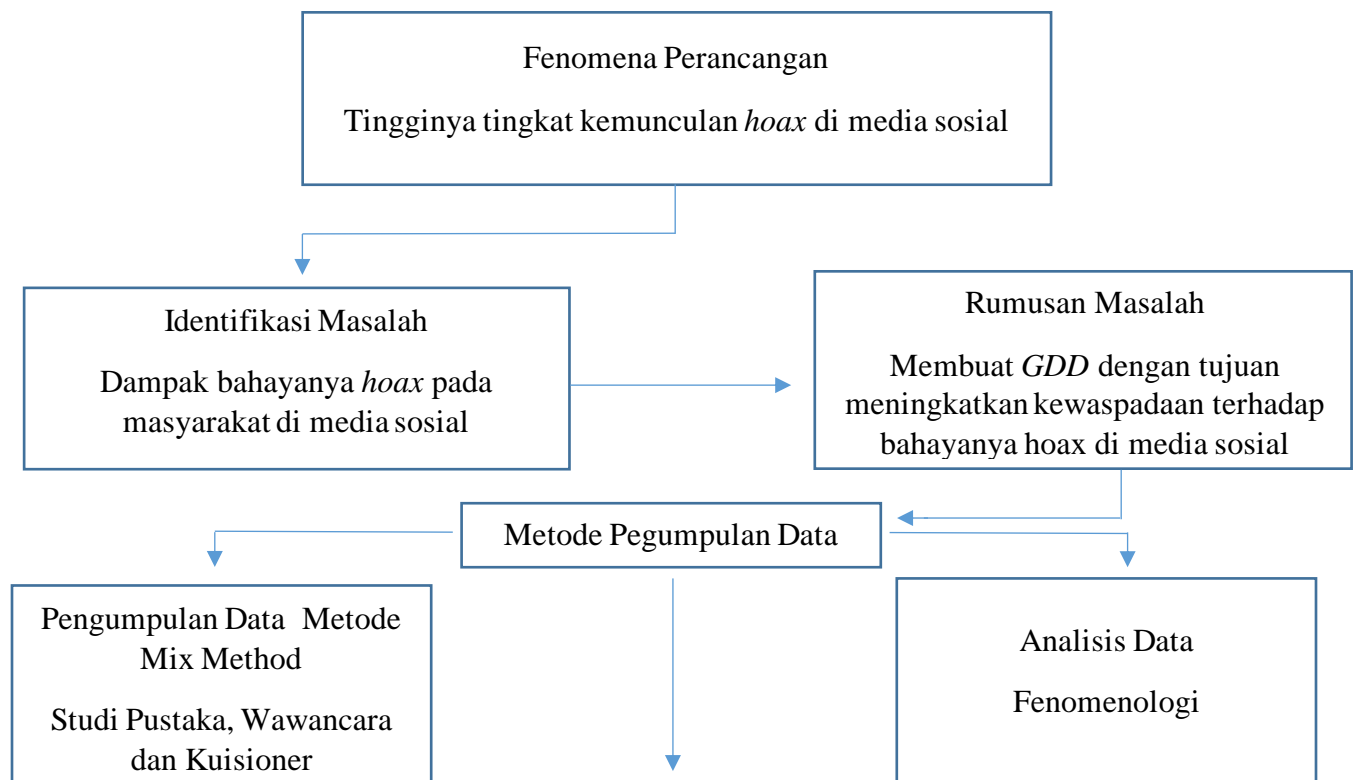 Fenomena Perancangan
Tingginya tingkat kemunculan hoax di media sosial
Identifikasi Masalah
Dampak bahayanya hoax pada
masyarakat di media sosial
Rumusan Masalah
Membuat GDD dengan tujuan
meningkatkan kewaspadaan terhadap
bahayanya hoax di media sosial
Metode Pegumpulan Data
Pengumpulan Data Metode
Mix Method
Studi Pustaka, Wawancara
dan Kuisioner
Analisis Data
Fenomenologi